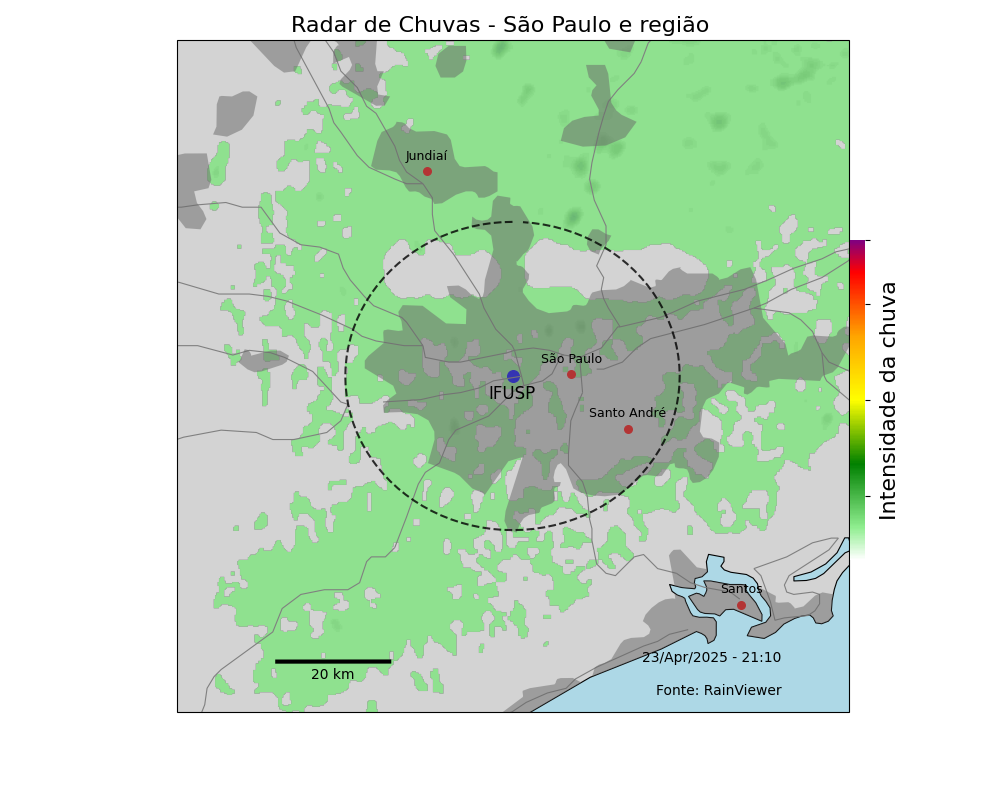 Radar de Chuvas - São Paulo e região
Jundiaí
São Paulo
IFUSP
Santo André
Santos
23/Apr/2025 - 21:10
20 km
Fonte: RainViewer
Intensidade da chuva